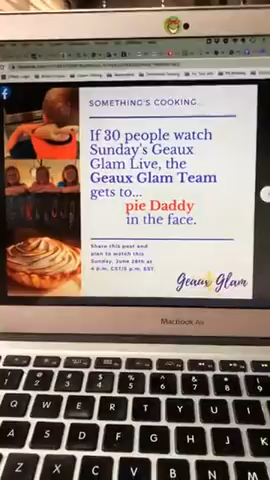 SOMETHING'S COOKING...
If 30 people watch
Sunday's Geaux
Glam Live, the
Geaux Glam Team
gets to...
pie Daddy
in the face.
Share this post and
plan to watch this
Sunday, June 28th at
4 p.m. CST/5 p.m. EST.
Geaux Glam
MacBook Air
1 2 3 4 5 6 7 8 9
Q W E R T Y U I
A S D F G H J K
Z X C V B N M